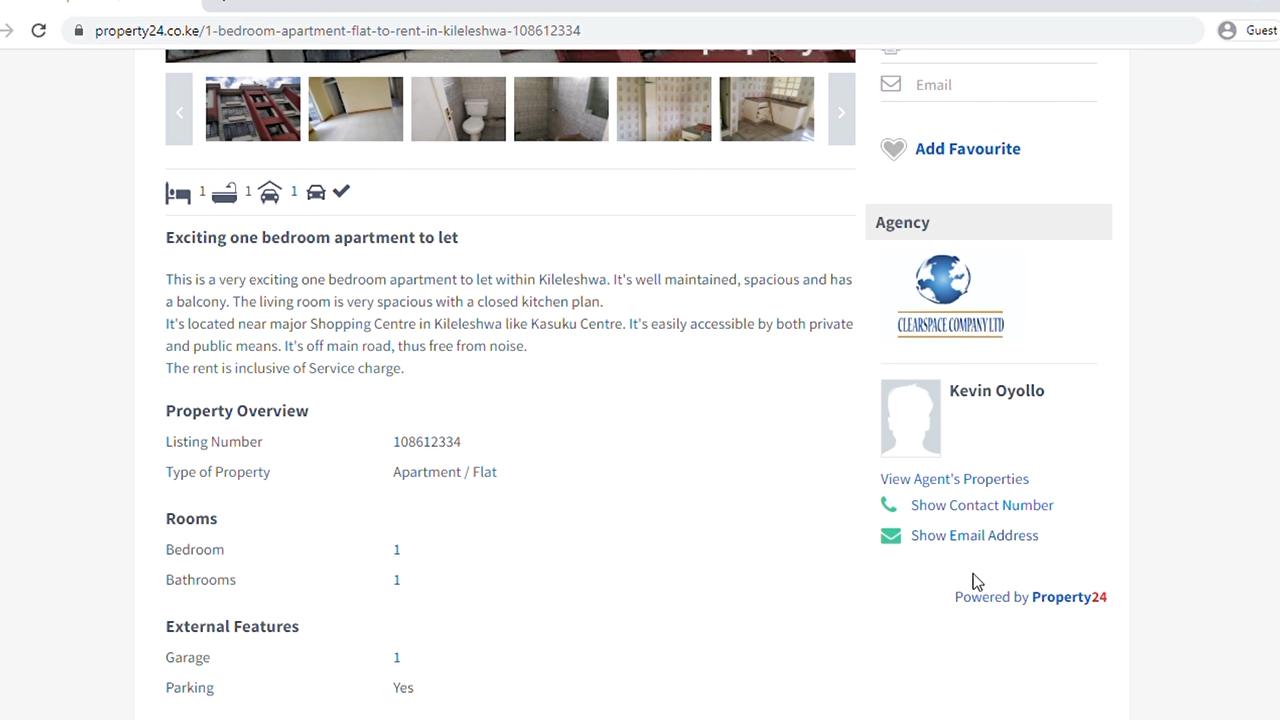 property24.co.ke/1-bedroom-apartment-flat-to-rent-in-kileleshwa-108612334
Guest
Email
Add Favourite
1 1 1
Exciting one bedroom apartment to let
This is a very exciting one bedroom apartment to let within Kileleshwa. It's well maintained, spacious and has
a balcony. The living room is very spacious with a closed kitchen plan.
It's located near major Shopping Centre in Kileleshwa like Kasuku Centre. It's easily accessible by both private
and public means. It's off main road, thus free from noise.
The rent is inclusive of Service charge.
Property Overview
Listing Number 108612334
Type of Property Apartment / Flat
Rooms
Bedroom 1
Bathrooms 1
External Features
Garage 1
Parking Yes
Agency
CLEARSPACE COMPANY LTD
Kevin Oyollo
View Agent's Properties
Show Contact Number
Show Email Address
Powered by Property24